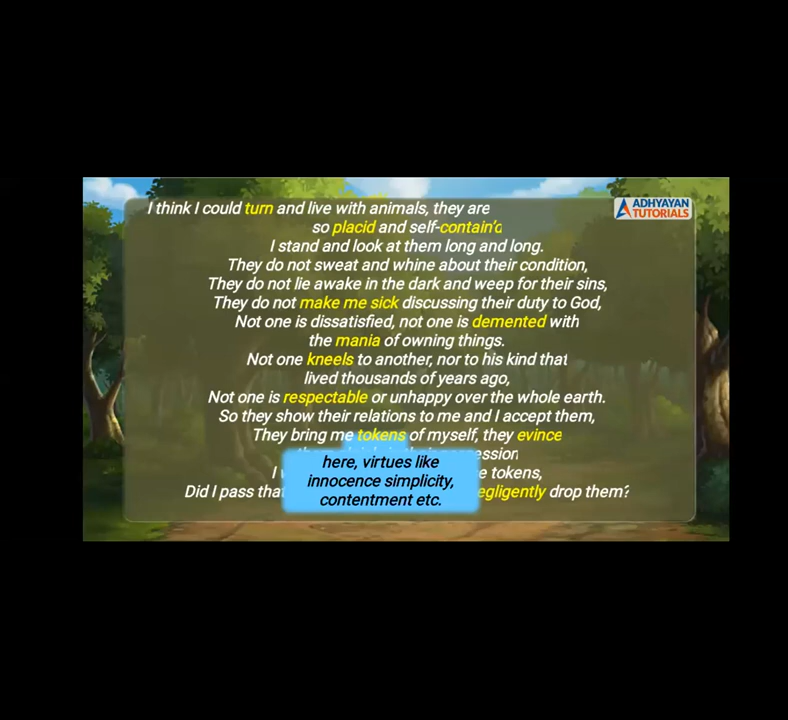 I think I could turn and live with animals, they are
so placid and self-contain'd
I stand and look at them long and long.
They do not sweat and whine about their condition,
They do not lie awake in the dark and weep for their sins,
They do not make me sick discussing their duty to God,
Not one is dissatisfied, not one is demented with
the mania of owning things.
Not one kneels to another, nor to his kind that
lived thousands of years ago,
Not one is respectable or unhappy over the whole earth.
So they show their relations to me and I accept them,
They bring me tokens of myself, they evince
I tokens,
Did I pass that drop them?
here, virtues like
innocence simplicity,
contentment etc.
ADHYAYAN
TUTORIALS